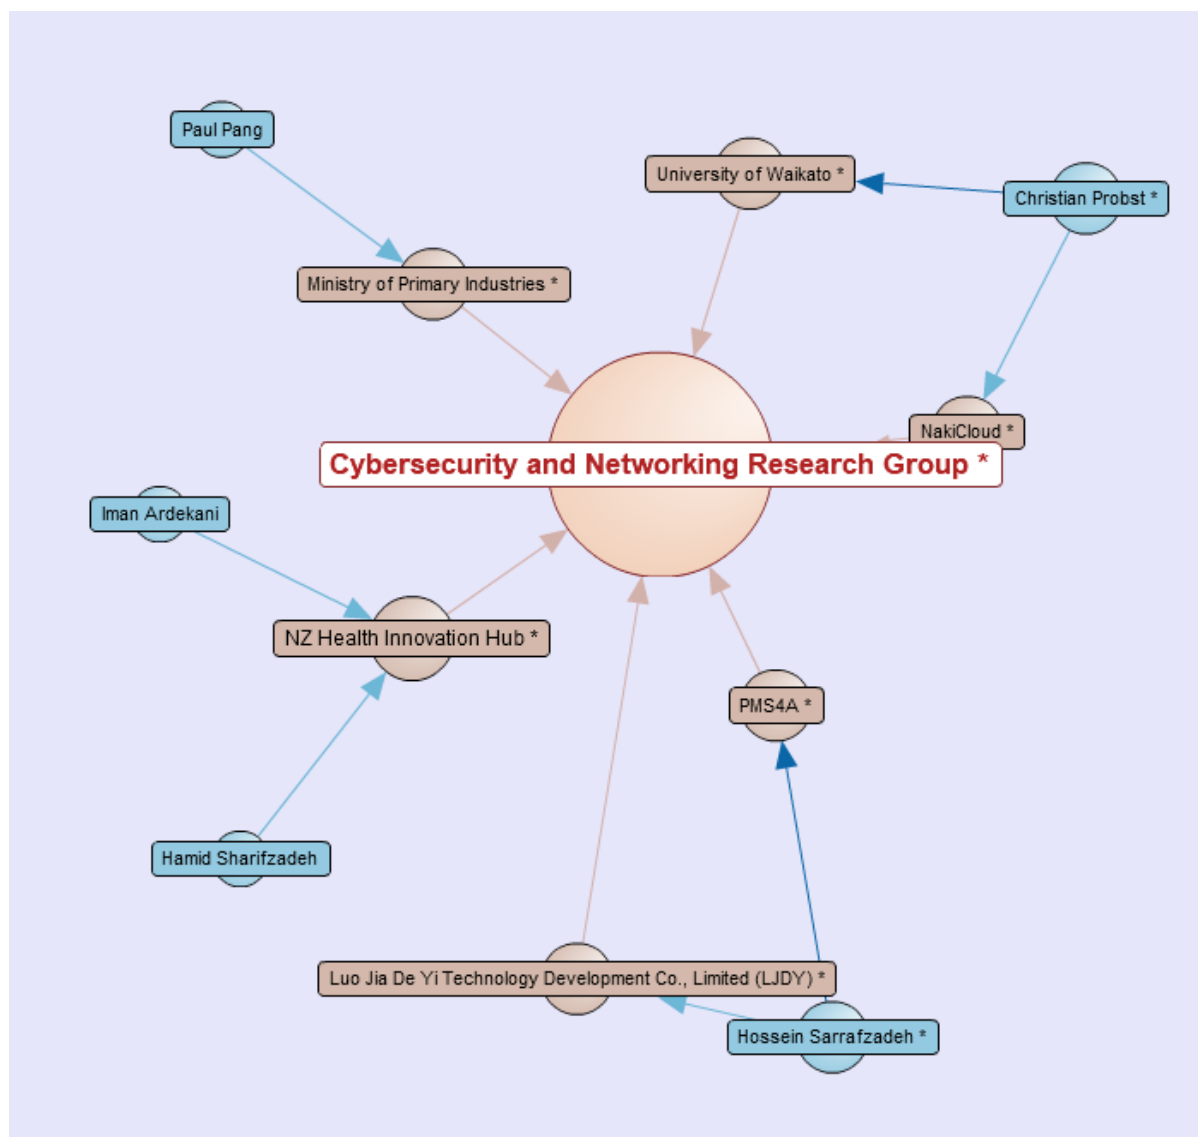 Paul Pang
University of Waikato *
Christian Probst *
Ministry of Primary Industries *
NakiCloud *
Cybersecurity and Networking Research Group *
Iman Ardekani
NZ Health Innovation Hub *
PMS4A *
Hamid Sharifzadeh
Luo Jia De Yi Technology Development Co., Limited (LJDY) *
Hossein Sarrafzadeh *